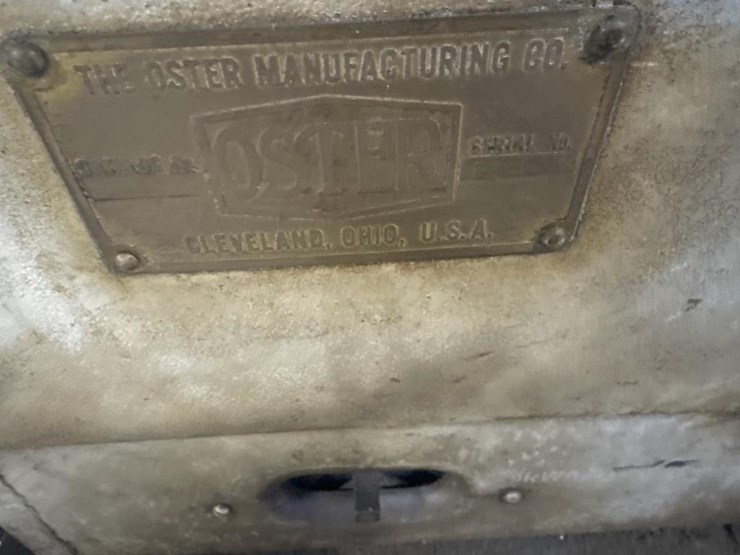 THE OSTER MANUFACTURING CO.
OSTER
SERIAL NO.
CLEVELAND, OHIO, U.S.A.